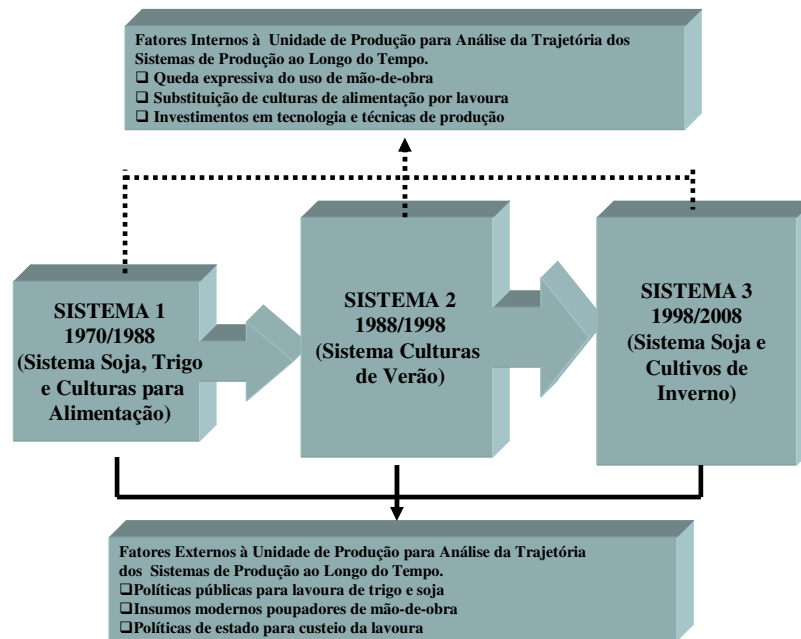 Fatores Internos à Unidade de Produção para Análise da Trajetória dos
Sistemas de Produção ao Longo do Tempo.
❑ Queda expressiva do uso de mão-de-obra
❑ Substituição de culturas de alimentação por lavoura
❑ Investimentos em tecnologia e técnicas de produção
SISTEMA 1
1970/1988
(Sistema Soja, Trigo
e Culturas para
Alimentação)
SISTEMA 2
1988/1998
(Sistema Culturas
de Verão)
SISTEMA 3
1998/2008
(Sistema Soja e
Cultivos de
Inverno)
Fatores Externos à Unidade de Produção para Análise da Trajetória
dos Sistemas de Produção ao Longo do Tempo.
❑Políticas públicas para lavoura de trigo e soja
❑Insumos modernos poupadores de mão-de-obra
❑Políticas de estado para custeio da lavoura